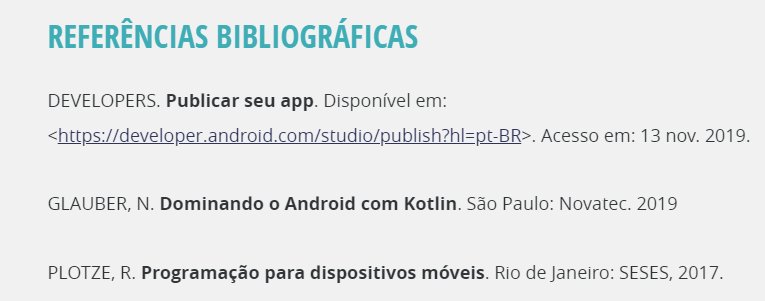 REFERÊNCIAS BIBLIOGRÁFICAS
DEVELOPERS. Publicar seu app. Disponível em:
<https://developer.android.com/studio/publish?hl=pt-BR>. Acesso em: 13 nov. 2019.
GLAUBER, N. Dominando o Android com Kotlin. São Paulo: Novatec. 2019
PLOTZE, R. Programação para dispositivos móveis. Rio de Janeiro: SESES, 2017.